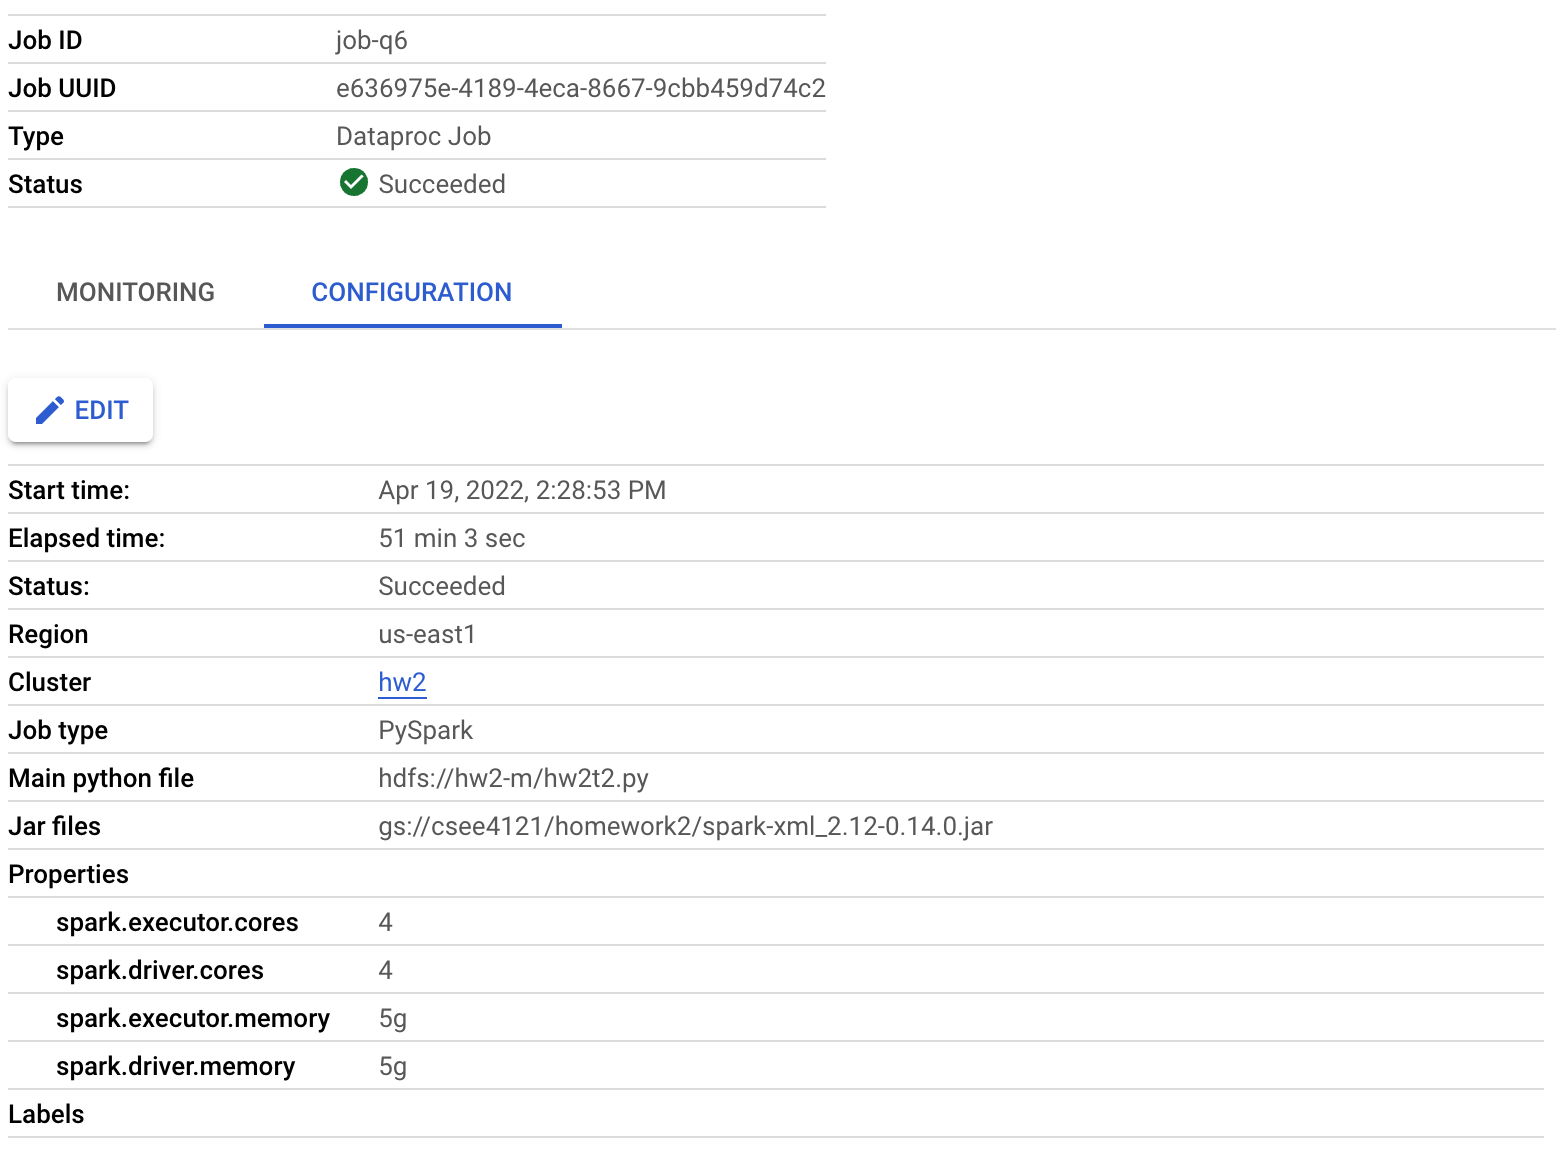 Job ID job-q6
Job UUID e636975e-4189-4eca-8667-9cbb459d74c2
Type Dataproc Job
Status Succeeded
MONITORING CONFIGURATION
EDIT
Start time: Apr 19, 2022, 2:28:53 PM
Elapsed time: 51 min 3 sec
Status: Succeeded
Region us-east1
Cluster hw2
Job type PySpark
Main python file hdfs://hw2-m/hw2t2.py
Jar files gs://csee4121/homework2/spark-xml_2.12-0.14.0.jar
Properties
spark.executor.cores 4
spark.driver.cores 4
spark.executor.memory 5g
spark.driver.memory 5g
Labels